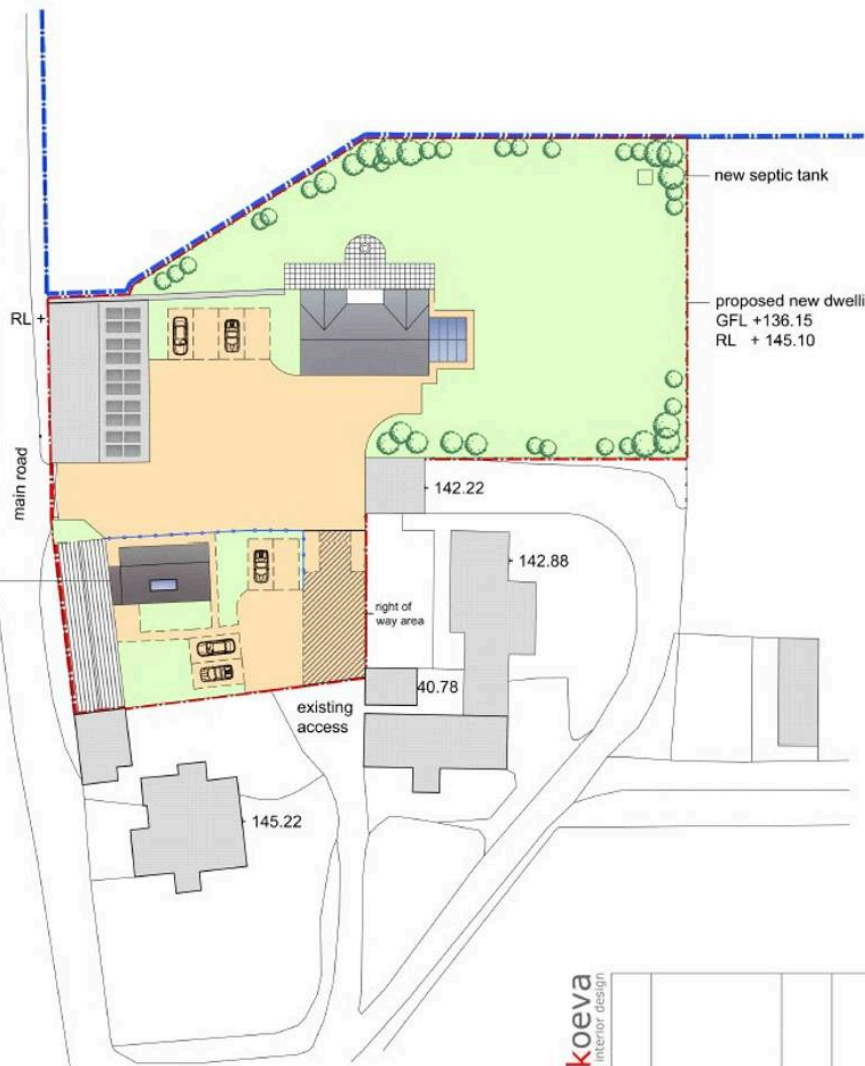 new septic tank
proposed new dwelli
GFL +136.15
RL + 145.10
RL +
main road
142.22
142.88
right of
way area
40.78
existing
access
145.22
koeva
interior design